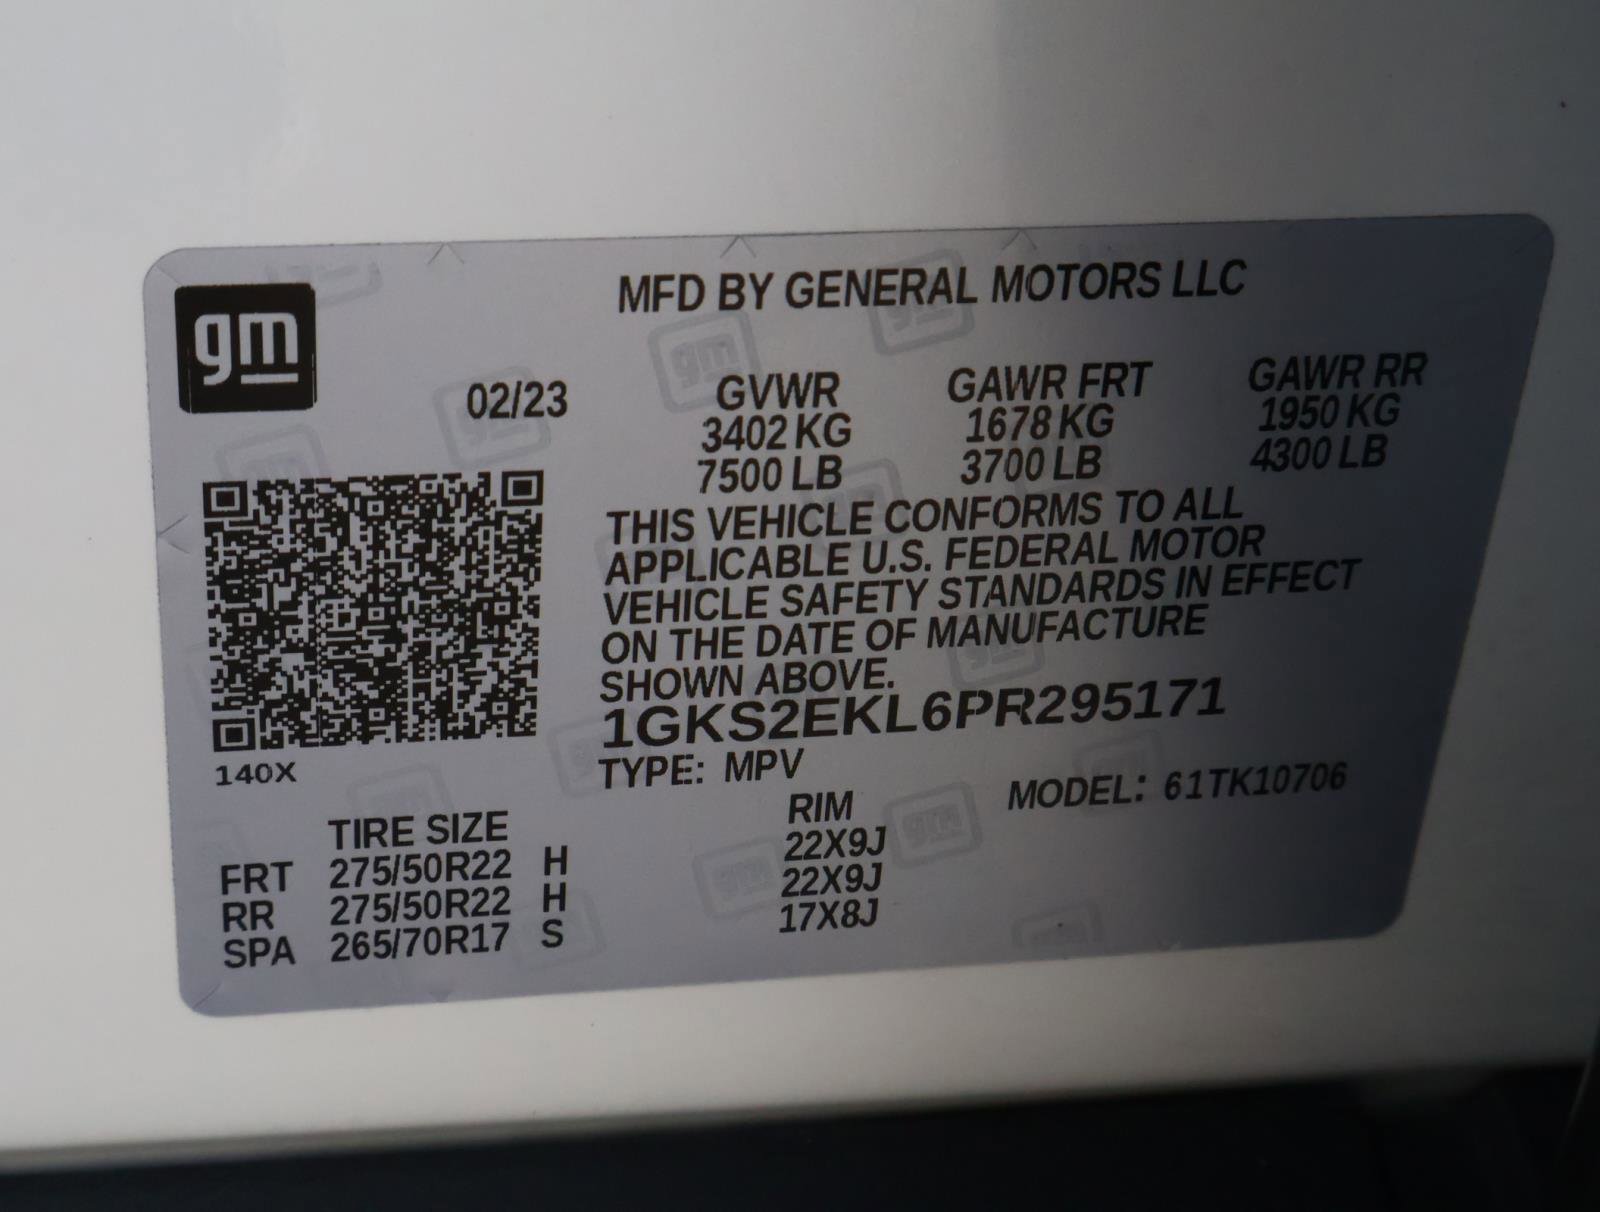 gm
MFD BY GENERAL MOTORS LLC
02/23
GVWR GAWR FRT GAWR RR
3402 KG 1678 KG 1950 KG
7500 LB 3700 LB 4300 LB
THIS VEHICLE CONFORMS TO ALL
APPLICABLE U.S. FEDERAL MOTOR
VEHICLE SAFETY STANDARDS IN EFFECT
ON THE DATE OF MANUFACTURE
SHOWN ABOVE.
1GKS2EKL6PR295171
140X
TYPE: MPV
MODEL: 61TK10706
TIRE SIZE RIM
FRT 275/50R22 H 22X9J
RR 275/50R22 H 22X9J
SPA 265/70R17 S 17X8J